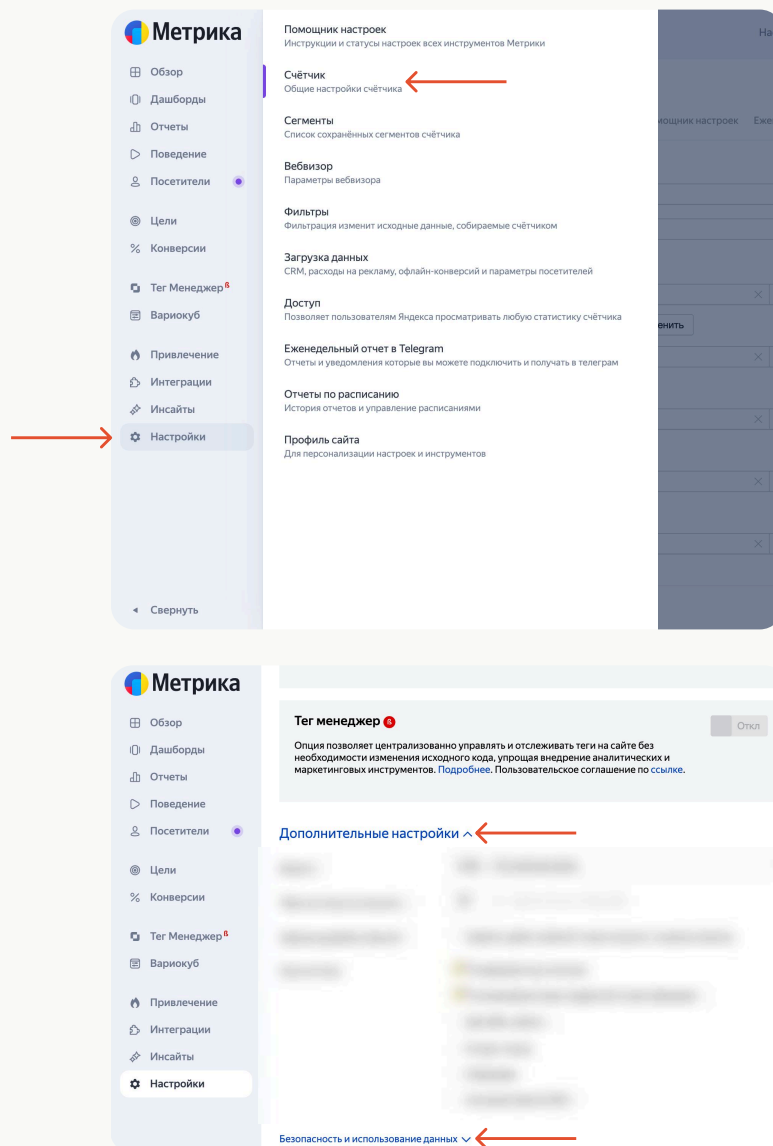 Метрика
Обзор
Дашборды
Отчеты
Поведение
Посетители
Цели
Конверсии
Тег Менеджер ß
Вариокуб
Привлечение
Интеграции
Инсайты
Настройки
Свернуть
Помощник настроек
Инструкции и статусы настроек всех инструментов Метрики
Счётчик
Общие настройки счётчика
Сегменты
Список сохранённых сегментов счётчика
Вебвизор
Параметры вебвизора
Фильтры
Фильтрация изменит исходные данные, собираемые счётчиком
Загрузка данных
CRM, расходы на рекламу, офлайн-конверсий и параметры посетителей
Доступ
Позволяет пользователям Яндекса просматривать любую статистику счётчика
Еженедельный отчет в Telegram
Отчеты и уведомления которые вы можете подключить и получать в телеграм
Отчеты по расписанию
История отчетов и управление расписаниями
Профиль сайта
Для персонализации настроек и инструментов
На
мощник настроек Еже
енить
Метрика
Обзор
Дашборды
Отчеты
Поведение
Посетители
Цели
Конверсии
Тег Менеджер ß
Вариокуб
Привлечение
Интеграции
Инсайты
Настройки
Тег менеджер ß
Откл
Опция позволяет централизованно управлять и отслеживать теги на сайте без
необходимости изменения исходного кода, упрощая внедрение аналитических и
маркетинговых инструментов. Подробнее. Пользовательское соглашение по ссылке.
Дополнительные настройки
Безопасность и использование данных